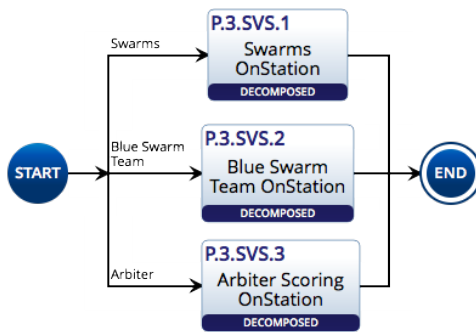 P.3.SVS.1
Swarms
Swarms
OnStation
DECOMPOSED
START
Blue Swarm
Team
P.3.SVS.2
Blue Swarm
Team OnStation
DECOMPOSED
END
Arbiter
P.3.SVS.3
Arbiter Scoring
OnStation
DECOMPOSED